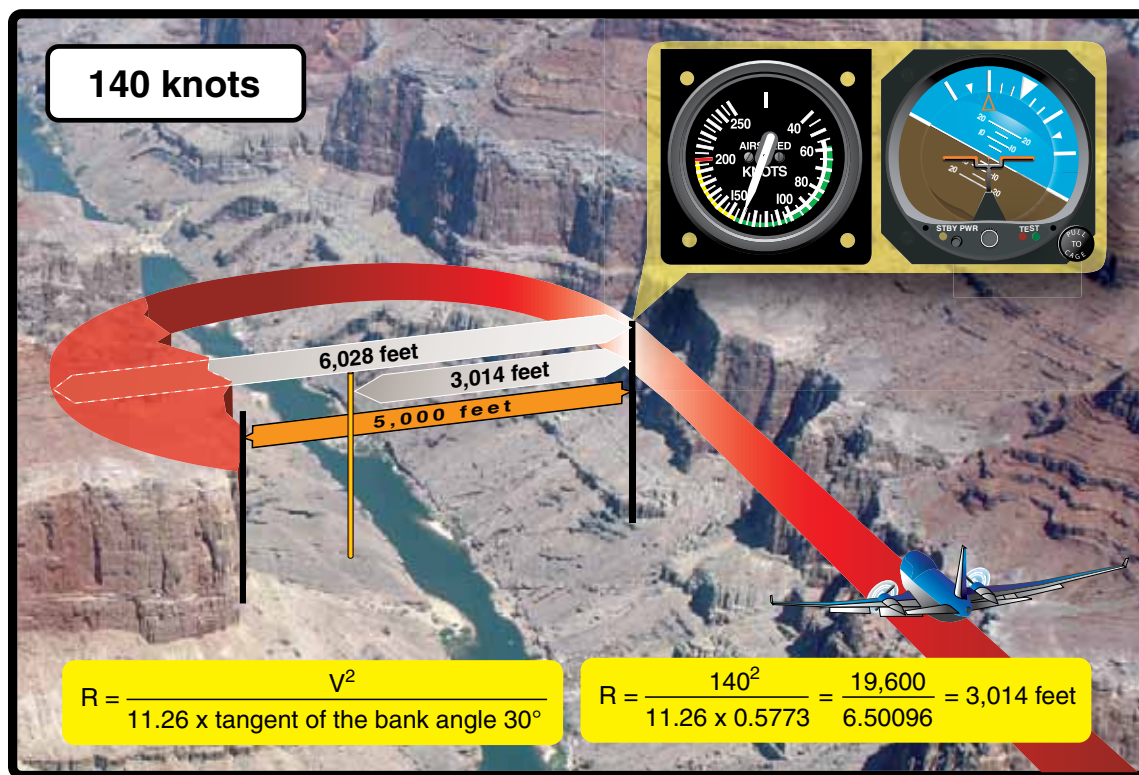 140 knots
250
40
AIRSPEED
60
200
KNOTS
80
150
100
20
20
10
10
10
20
20
STBY PWR
TEST
PULL
TO
CAGE
6,028 feet
3,014 feet
5,000 feet
R = V² / 11.26 x tangent of the bank angle 30°
R = 140² / 11.26 x 0.5773 = 19,600 / 6.50096 = 3,014 feet